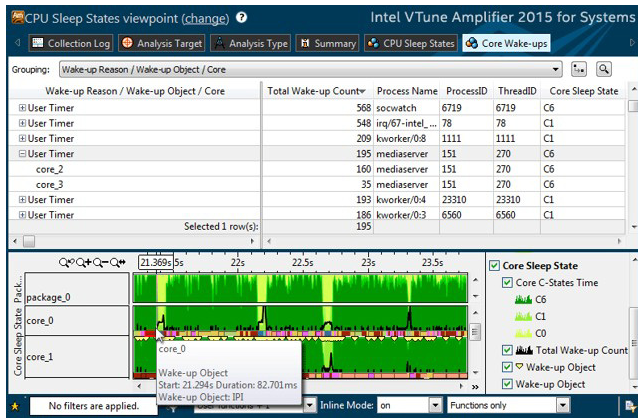 CPU Sleep States viewpoint (change) ?
Intel VTune Amplifier 2015 for Systems
Collection Log Analysis Target Analysis Type Summary CPU Sleep States Core Wake-ups
Grouping: Wake-up Reason / Wake-up Object / Core
Wake-up Reason / Wake-up Object / Core Total Wake-up Count Process Name ProcessID ThreadID Core Sleep State
User Timer 568 socwatch 6719 6719 C6
User Timer 548 irq/67-intel_... 78 78 C1
User Timer 209 kworker/0:8 1111 1111 C1
User Timer 195 mediaserver 151 270 C6
core_2 160 mediaserver 151 270 C6
core_3 35 mediaserver 151 270 C6
User Timer 193 kworker/0:4 23310 23310 C1
User Timer 186 kworker/0:3 6560 6560 C1
Selected 1 row(s): 195
21.369s 5s 22s 22.5s 23s 23.5s
Pack...
package_0
Core Sleep State
core_0
core_1
core_0
Wake-up Object
Start: 21.294s Duration: 82.701ms
Wake-up Object: IPI
Core Sleep State
Core C-States Time
C6
C1
C0
Total Wake-up Count
Wake-up Object
Wake-up Object
No filters are applied. User functions + 1 Inline Mode: on Functions only